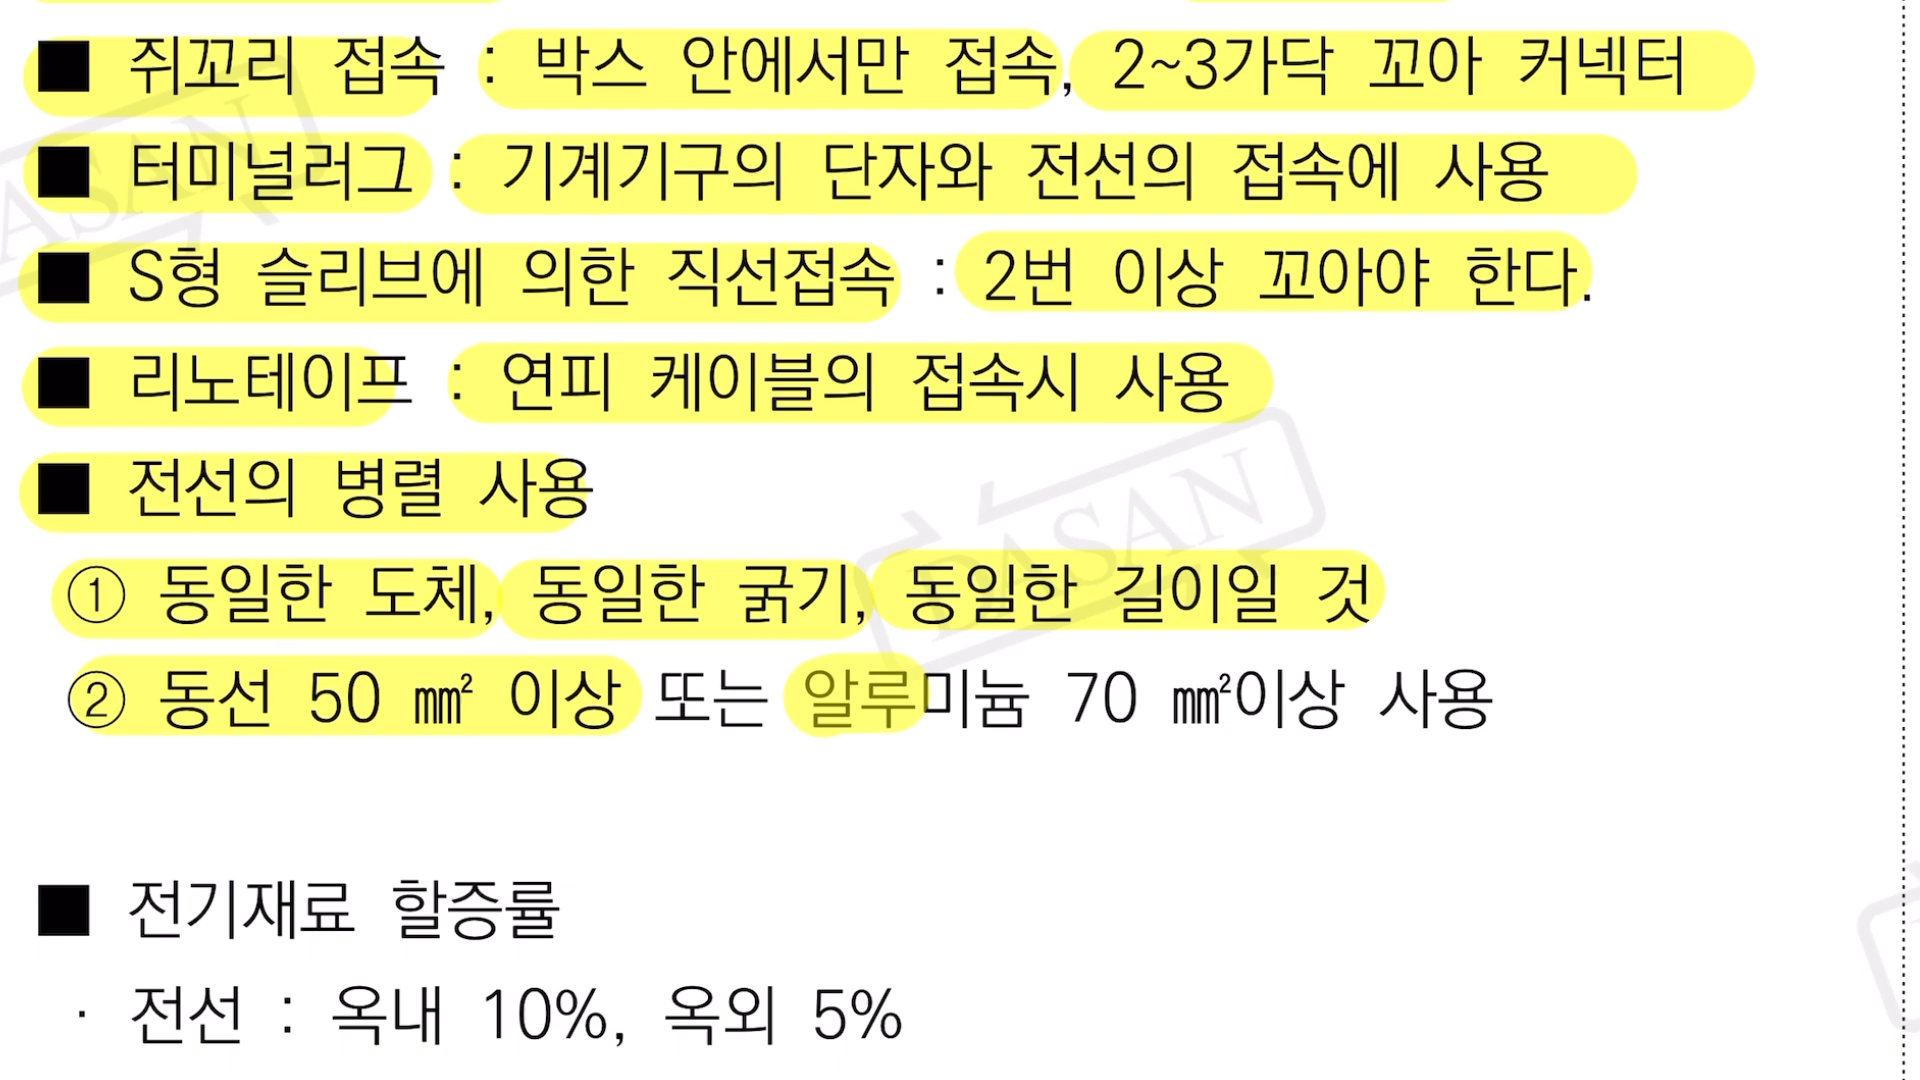 ■ 쥐꼬리 접속 : 박스 안에서만 접속, 2~3가닥 꼬아 커넥터
■ 터미널러그 : 기계기구의 단자와 전선의 접속에 사용
■ S형 슬리브에 의한 직선접속 : 2번 이상 꼬아야 한다.
■ 리노테이프 : 연피 케이블의 접속시 사용
■ 전선의 병렬 사용
① 동일한 도체, 동일한 굵기, 동일한 길이일 것
② 동선 50 ㎟ 이상 또는 알루미늄 70 ㎟이상 사용
■ 전기재료 할증률
· 전선 : 옥내 10%, 옥외 5%
DASAN
DASAN